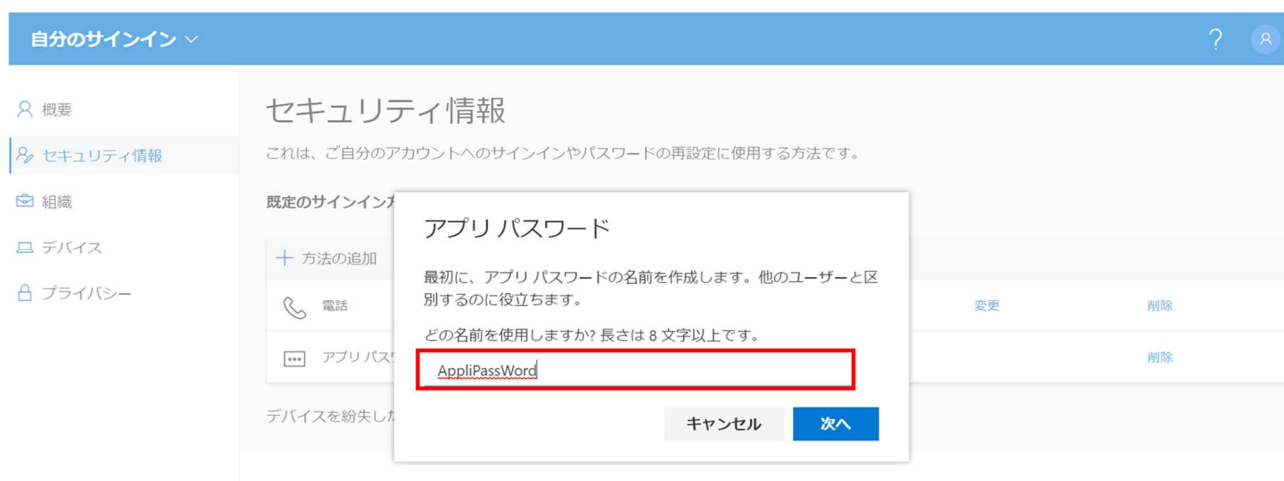 自分のサインイン
?
概要
セキュリティ情報
組織
デバイス
プライバシー
セキュリティ情報
これは、ご自分のアカウントへのサインインやパスワードの再設定に使用する方法です。
既定のサインイン
方法の追加
電話
変更
削除
アプリ パス
削除
デバイスを紛失した
アプリ パスワード
最初に、アプリ パスワードの名前を作成します。他のユーザーと区
別するのに役立ちます。
どの名前を使用しますか? 長さは 8 文字以上です。
AppliPassWord
キャンセル
次へ